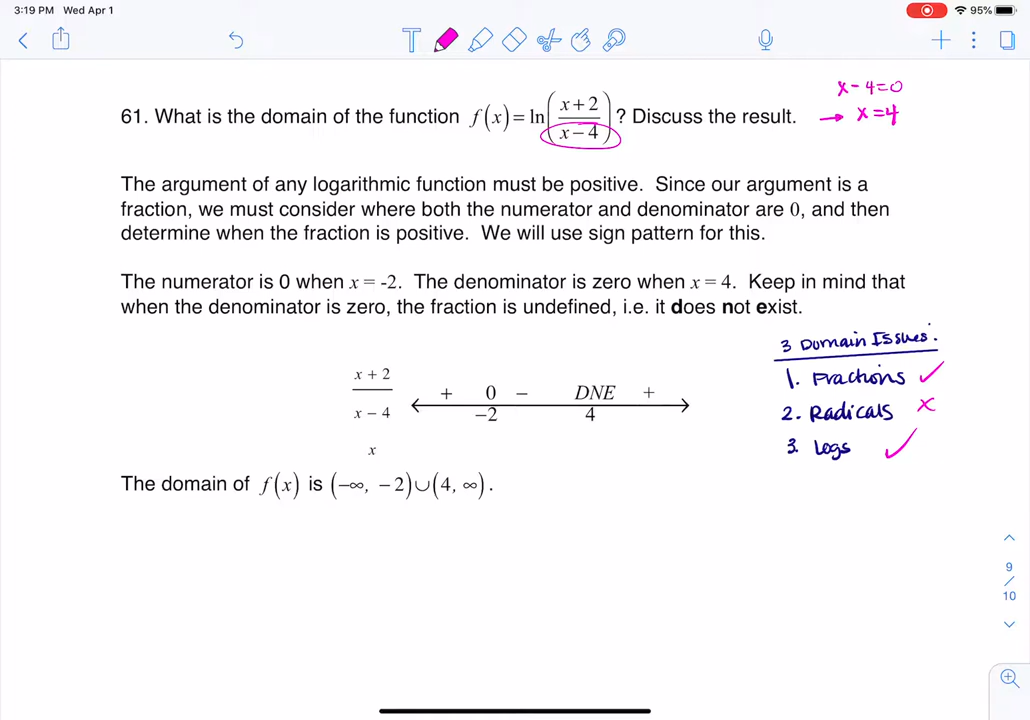 3:19 PM Wed Apr 1
95%
x - 4 = 0
→ x = 4
61. What is the domain of the function f(x) = ln((x+2)/(x−4))? Discuss the result.
The argument of any logarithmic function must be positive. Since our argument is a
fraction, we must consider where both the numerator and denominator are 0, and then
determine when the fraction is positive. We will use sign pattern for this.
The numerator is 0 when x = -2. The denominator is zero when x = 4. Keep in mind that
when the denominator is zero, the fraction is undefined, i.e. it does not exist.
3 Domain Issues:
1. Fractions ✓
2. Radicals ×
3. Logs ✓
x + 2
+ 0 − DNE +
x − 4
−2 4
x
The domain of f(x) is (−∞, −2)∪(4, ∞).
9
/
10
T